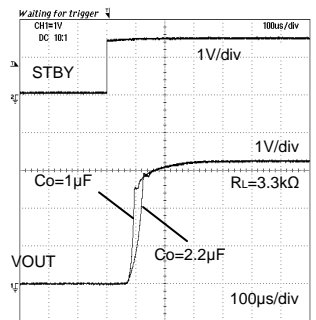 Waiting for trigger
CH1=1V
DC 10:1
100us/div
1V/div
STBY
1V/div
Co=1µF
RL=3.3kΩ
Co=2.2µF
VOUT
100µs/div